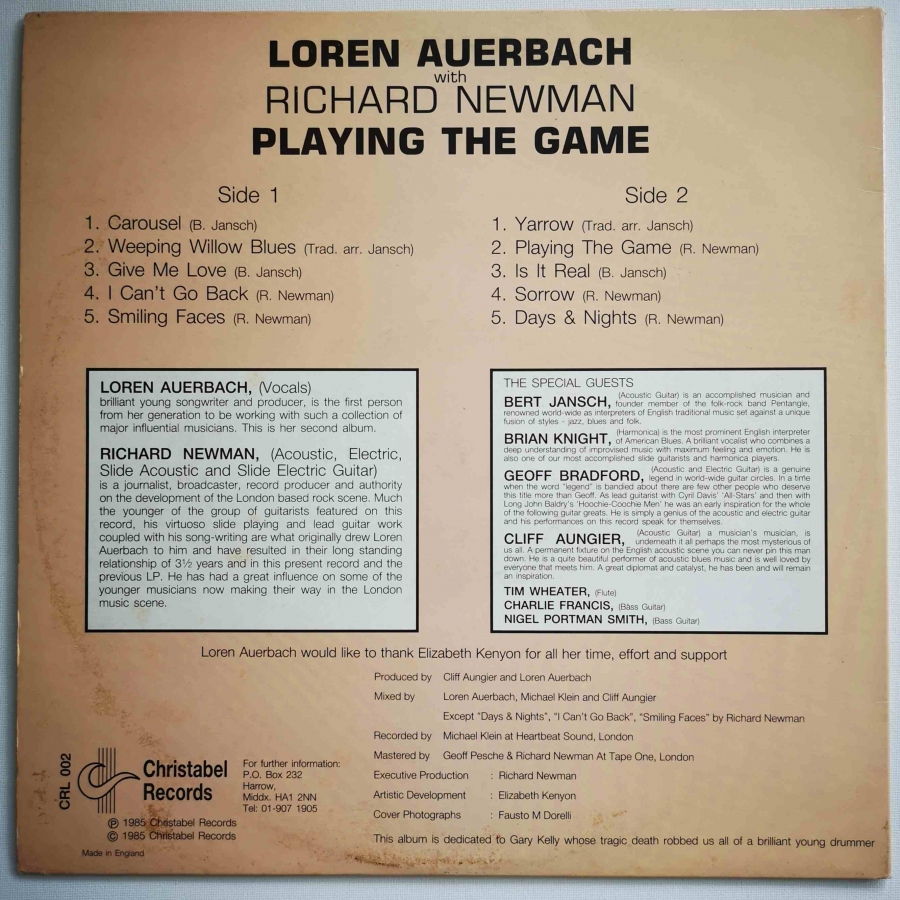 LOREN AUERBACH
with
RICHARD NEWMAN
PLAYING THE GAME
Side 1
1. Carousel (B. Jansch)
2. Weeping Willow Blues (Trad. arr. Jansch)
3. Give Me Love (B. Jansch)
4. I Can't Go Back (R. Newman)
5. Smiling Faces (R. Newman)
Side 2
1. Yarrow (Trad. arr. Jansch)
2. Playing The Game (R. Newman)
3. Is It Real (B. Jansch)
4. Sorrow (R. Newman)
5. Days & Nights (R. Newman)
LOREN AUERBACH, (Vocals)
brilliant young songwriter and producer, is the first person
from her generation to be working with such a collection of
major influential musicians. This is her second album.
RICHARD NEWMAN, (Acoustic, Electric,
Slide Acoustic and Slide Electric Guitar)
is a journalist, broadcaster, record producer and authority
on the development of the London based rock scene. Much
the younger of the group of guitarists featured on this
record, his virtuoso slide playing and lead guitar work
coupled with his song-writing are what originally drew Loren
Auerbach to him and have resulted in their long standing
relationship of 3½ years and in this present record and the
previous LP. He has had a great influence on some of the
younger musicians now making their way in the London
music scene.
THE SPECIAL GUESTS
BERT JANSCH, (Acoustic Guitar) is an accomplished musician and
founder member of the folk-rock band Pentangle,
renowned world-wide as interpreters of English traditional music set against a unique
fusion of styles - jazz, blues and folk.
BRIAN KNIGHT, (Harmonica) is the most prominent English interpreter
of American Blues. A brilliant vocalist who combines a
deep understanding of improvised music with maximum feeling and emotion. He is
also one of our most accomplished slide guitarists and harmonica players.
GEOFF BRADFORD, (Acoustic and Electric Guitar) is a genuine
legend in world-wide guitar circles. In a time
when the word "legend" is bandied about there are few other people who deserve
this title more than Geoff. As lead guitarist with Cyril Davis' 'All-Stars' and then with
Long John Baldry's 'Hoochie-Coochie Men' he was an early inspiration for the whole
of the following guitar greats. He is simply a genius of the acoustic and electric guitar
and his performances on this record speak for themselves.
CLIFF AUNGIER, (Acoustic Guitar) a musician's musician, is
underneath it all perhaps the most mysterious of
us all. A permanent fixture on the English acoustic scene you can never pin this man
down. He is a quite beautiful performer of acoustic blues music and is well loved by
everyone that meets him. A great diplomat and catalyst, he has been and will remain
an inspiration.
TIM WHEATER, (Flute)
CHARLIE FRANCIS, (Bass Guitar)
NIGEL PORTMAN SMITH, (Bass Guitar)
Loren Auerbach would like to thank Elizabeth Kenyon for all her time, effort and support
Produced by Cliff Aungier and Loren Auerbach
Mixed by Loren Auerbach, Michael Klein and Cliff Aungier
Except "Days & Nights", "I Can't Go Back", "Smiling Faces" by Richard Newman
Recorded by Michael Klein at Heartbeat Sound, London
Mastered by Geoff Pesche & Richard Newman At Tape One, London
Executive Production : Richard Newman
Artistic Development : Elizabeth Kenyon
Cover Photographs : Fausto M Dorelli
This album is dedicated to Gary Kelly whose tragic death robbed us all of a brilliant young drummer
CRL 002
Christabel
Records
For further information:
P.O. Box 232
Harrow,
Middx. HA1 2NN
Tel: 01-907 1905
℗ 1985 Christabel Records
© 1985 Christabel Records
Made in England